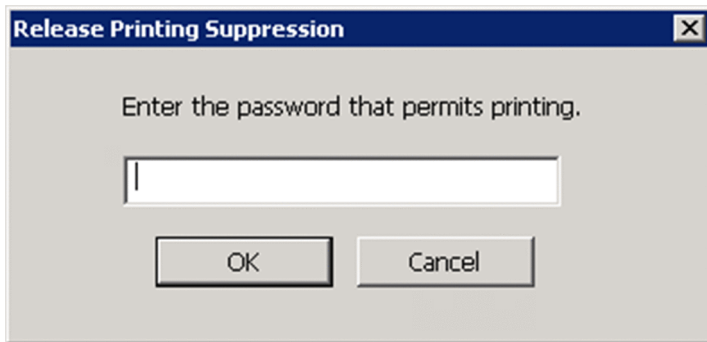 Release Printing Suppression
Enter the password that permits printing.
OK
Cancel